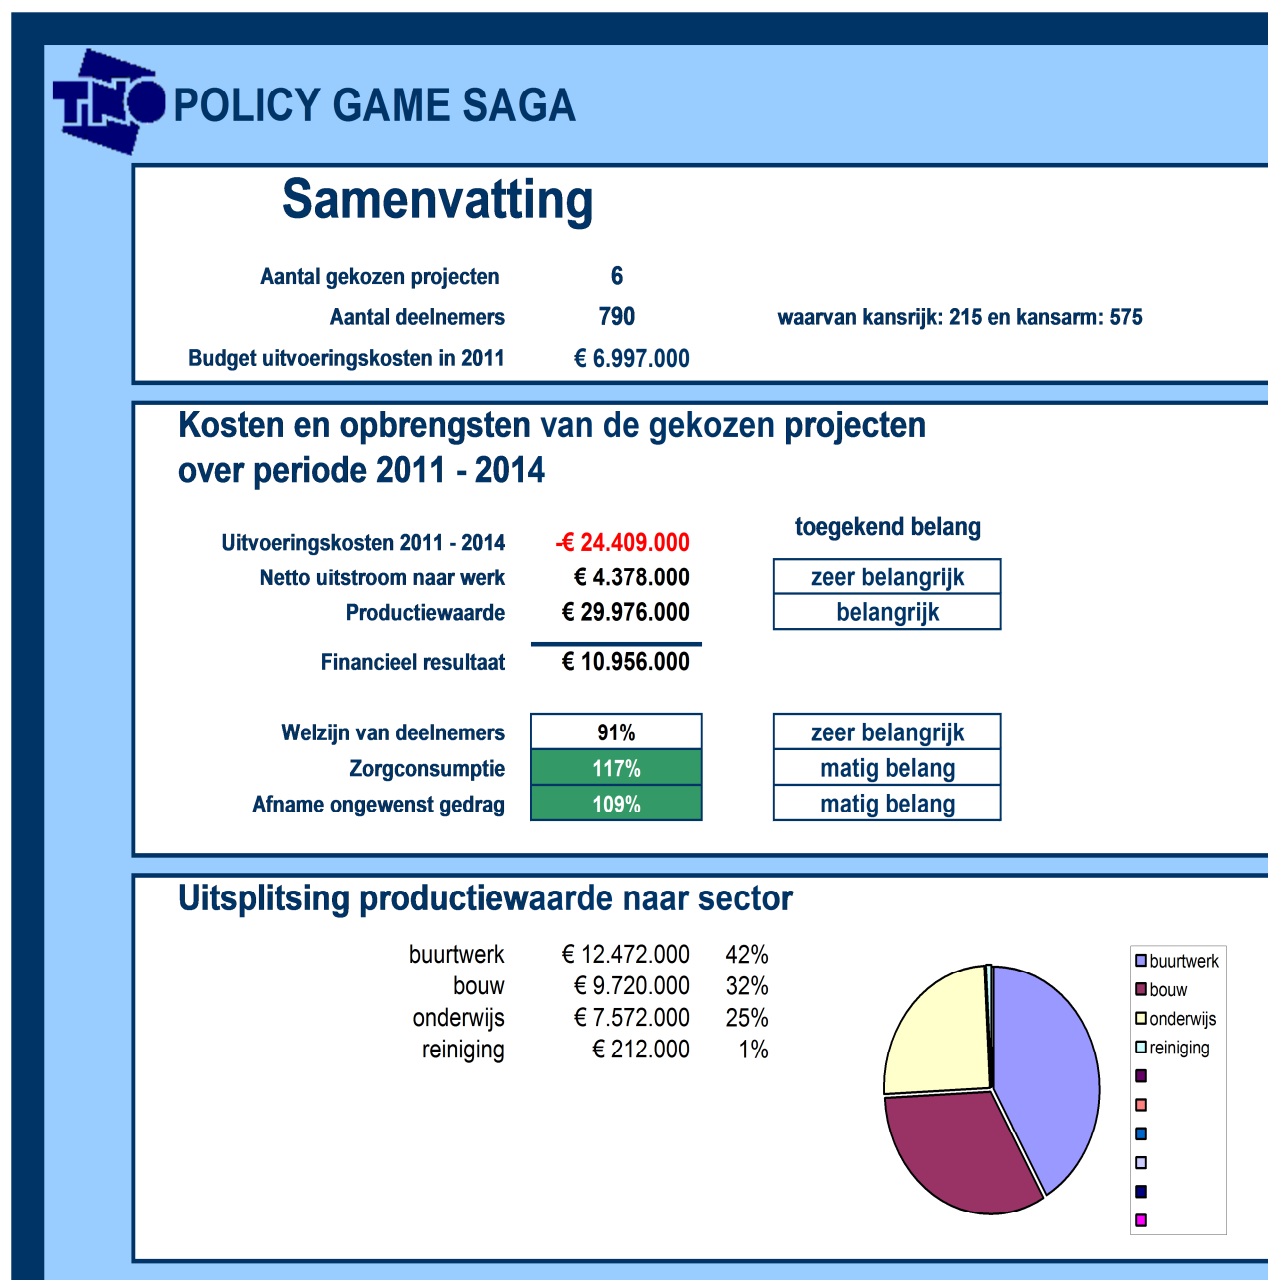 TNO POLICY GAME SAGA
Samenvatting
Aantal gekozen projecten 6
Aantal deelnemers 790 waarvan kansrijk: 215 en kansarm: 575
Budget uitvoeringskosten in 2011 € 6.997.000
Kosten en opbrengsten van de gekozen projecten
over periode 2011 - 2014
toegekend belang
Uitvoeringskosten 2011 - 2014 -€ 24.409.000
Netto uitstroom naar werk € 4.378.000 zeer belangrijk
Productiewaarde € 29.976.000 belangrijk
Financieel resultaat € 10.956.000
Welzijn van deelnemers 91% zeer belangrijk
Zorgconsumptie 117% matig belang
Afname ongewenst gedrag 109% matig belang
Uitsplitsing productiewaarde naar sector
buurtwerk € 12.472.000 42%
bouw € 9.720.000 32%
onderwijs € 7.572.000 25%
reiniging € 212.000 1%
buurtwerk
bouw
onderwijs
reiniging